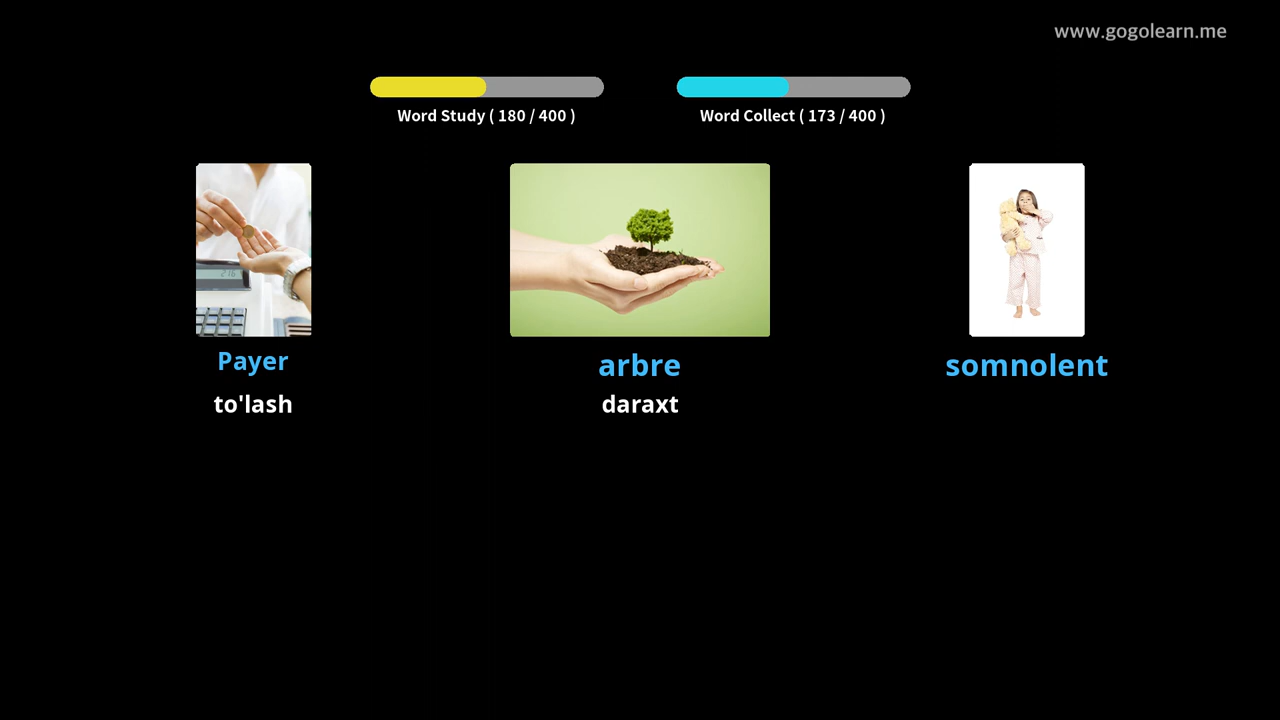 www.gogolearn.me
Word Study ( 180 / 400 )
Word Collect ( 173 / 400 )
Payer
arbre
somnolent
to'lash
daraxt